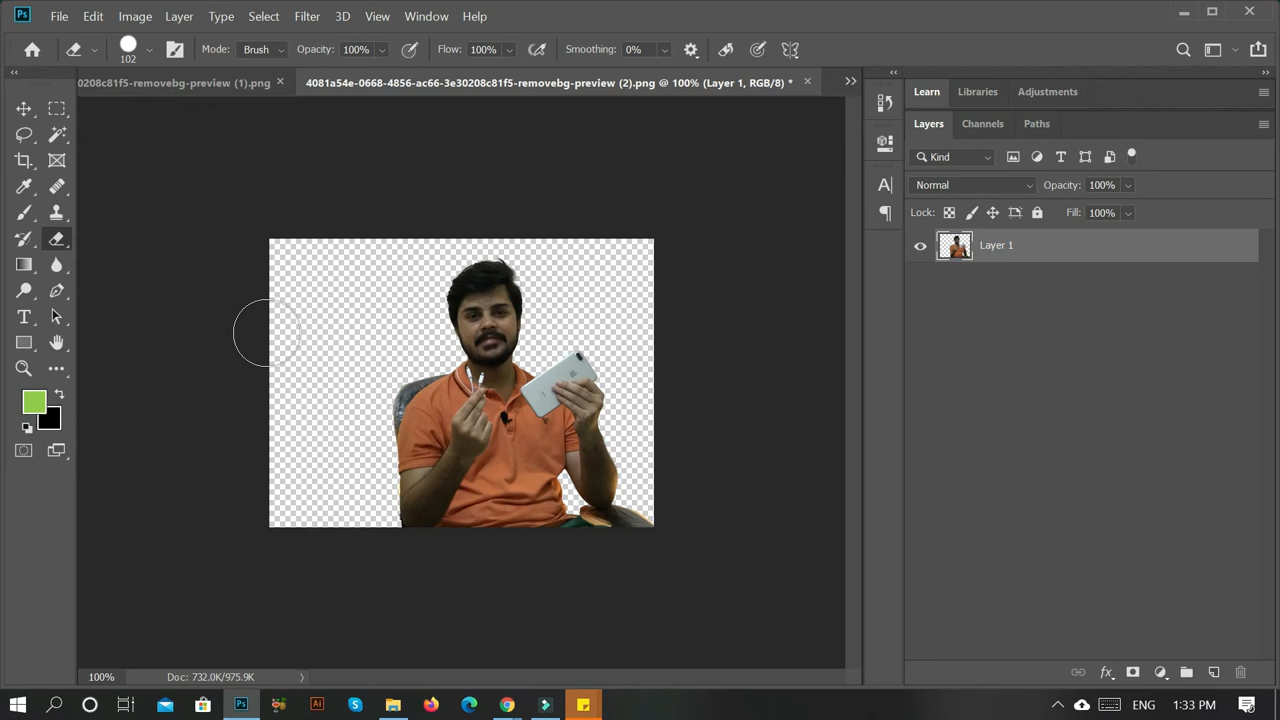 Ps File Edit Image Layer Type Select Filter 3D View Window Help
102 Mode: Brush Opacity: 100% Flow: 100% Smoothing: 0%
0208c81f5-removebg-preview (1).png × 4081a54e-0668-4856-ac66-3e30208c81f5-removebg-preview (2).png @ 100% (Layer 1, RGB/8) * ×
Learn Libraries Adjustments
Layers Channels Paths
Kind
Normal Opacity: 100%
Lock: Fill: 100%
Layer 1
100% Doc: 732.0K/975.9K
Ps Ai ENG 1:33 PM